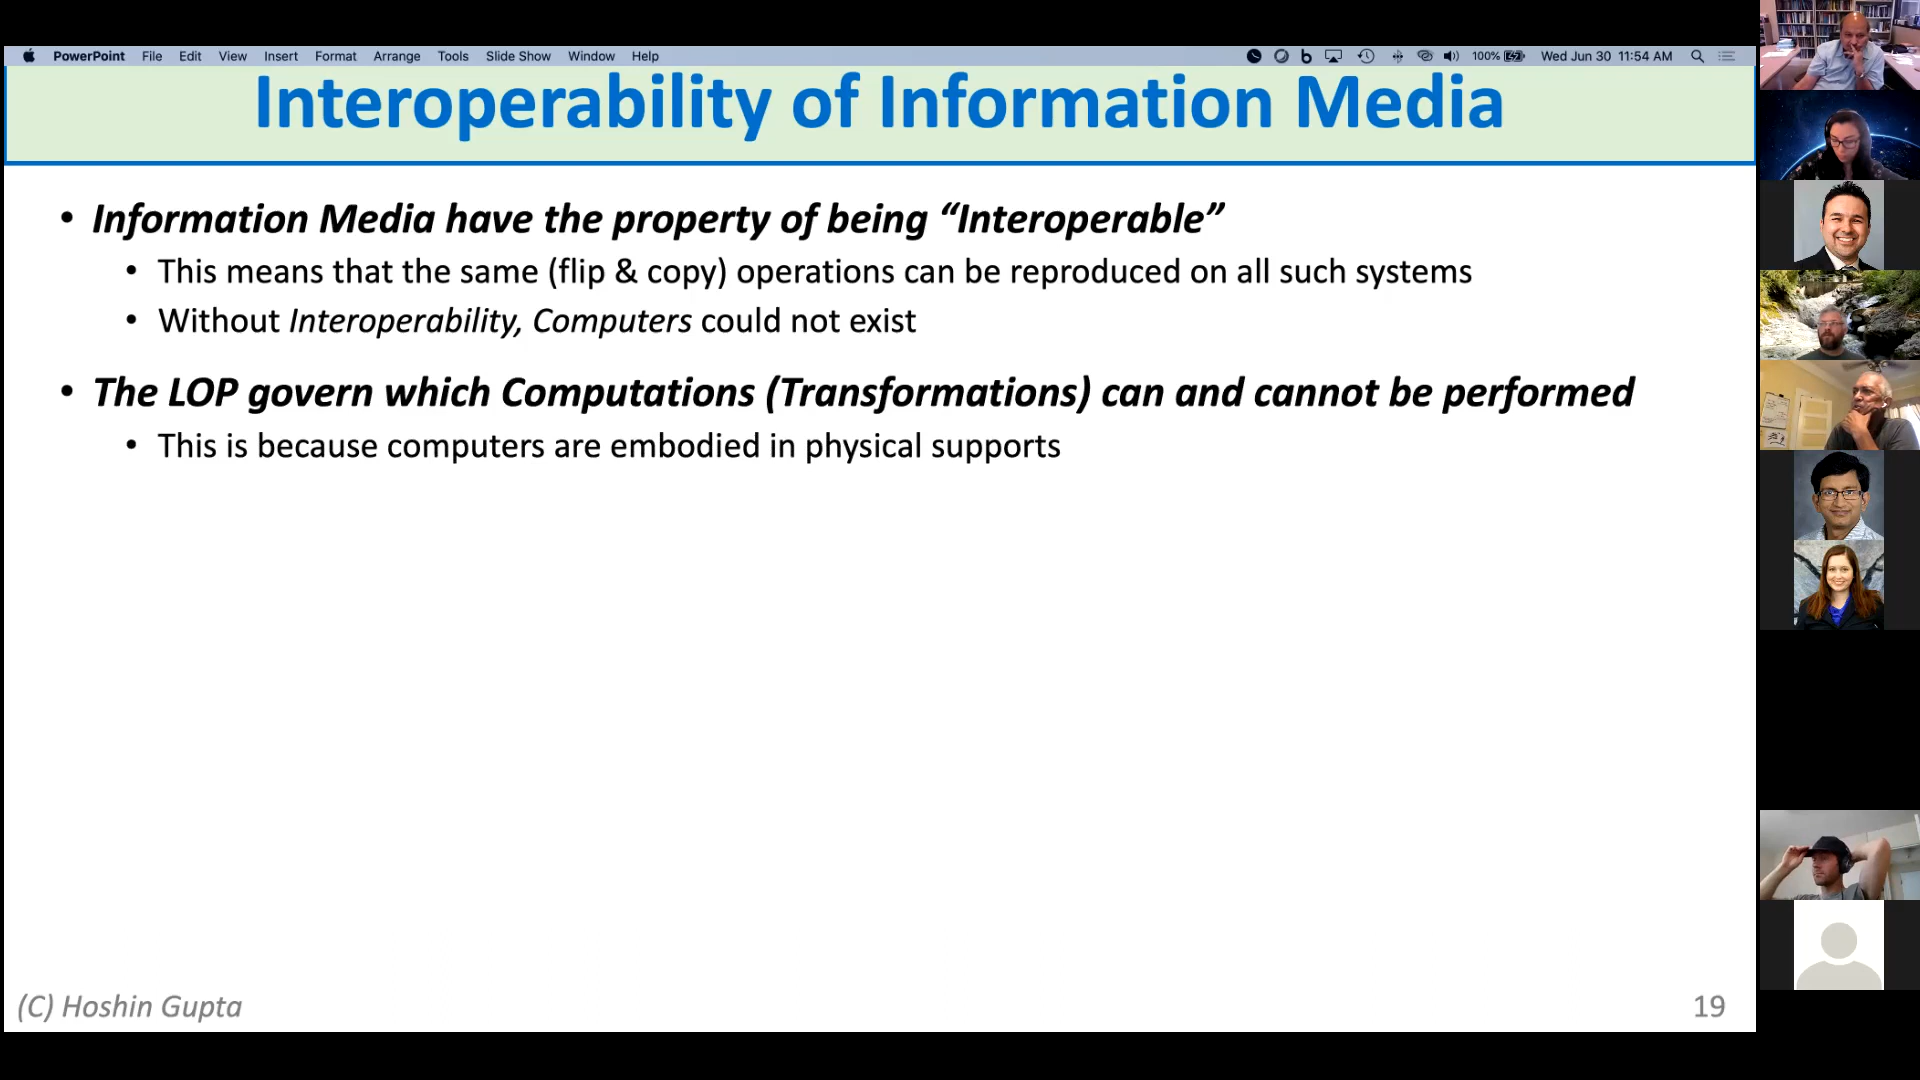 PowerPoint File Edit View Insert Format Arrange Tools Slide Show Window Help 100% Wed Jun 30 11:54 AM
Interoperability of Information Media
• Information Media have the property of being “Interoperable”
• This means that the same (flip & copy) operations can be reproduced on all such systems
• Without Interoperability, Computers could not exist
• The LOP govern which Computations (Transformations) can and cannot be performed
• This is because computers are embodied in physical supports
(C) Hoshin Gupta
19